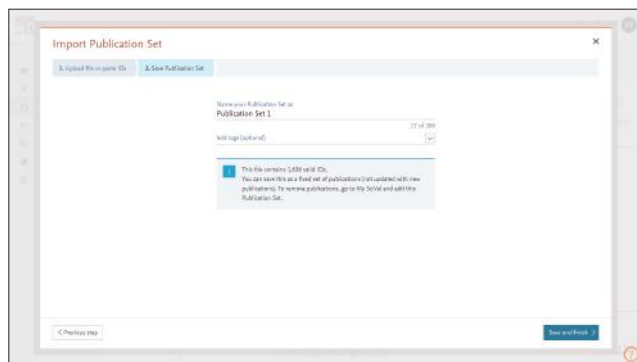 Import Publication Set
×
1. Upload file or paste IDs
2. Save Publication Set
Name your Publication Set as
Publication Set 1
17 of 100
Add tags (optional)
i
This file contains 1,636 valid IDs.
You can save this as a fixed set of publications (not updated with new
publications). To remove publications, go to My SciVal and edit this
Publication Set.
< Previous step
Save and finish >
?